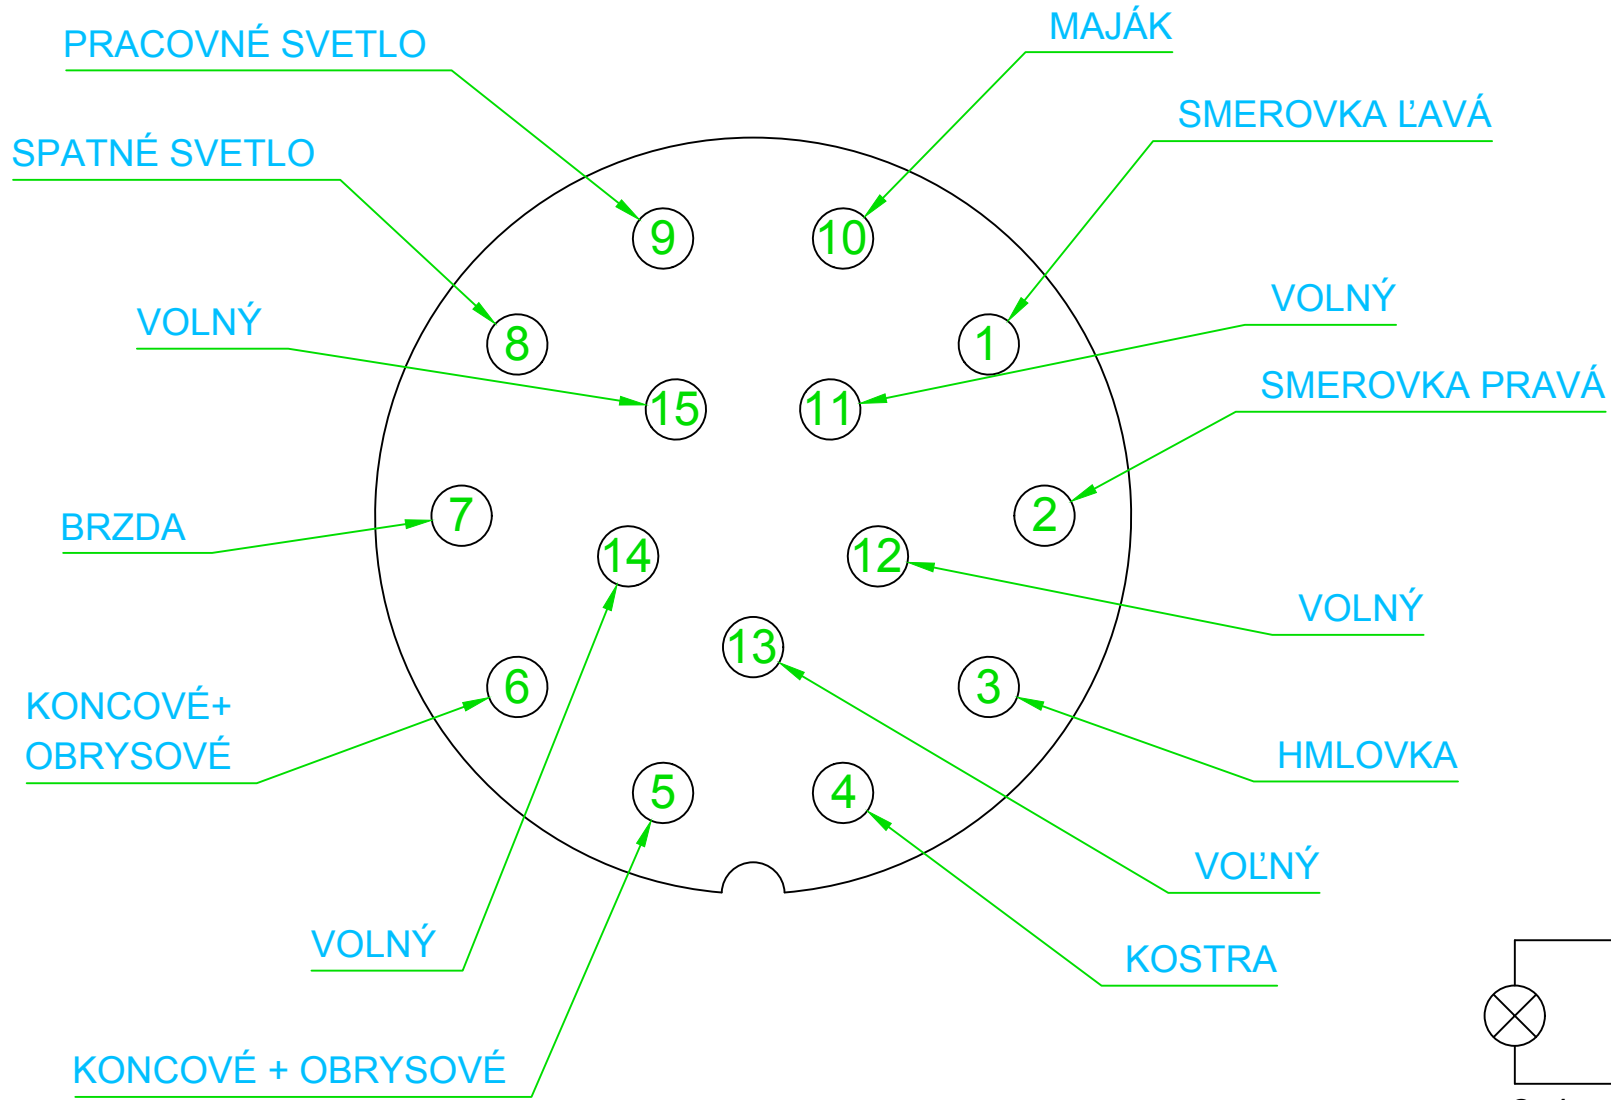 PRACOVNÉ SVETLO
MAJÁK
SMEROVKA ĽAVÁ
SPATNÉ SVETLO
9
10
VOLNÝ
VOLNÝ
8
1
SMEROVKA PRAVÁ
15
11
BRZDA
7
2
14
12
VOLNÝ
13
KONCOVÉ+
OBRYSOVÉ
6
3
HMLOVKA
5
4
VOĽNÝ
VOLNÝ
KOSTRA
KONCOVÉ + OBRYSOVÉ